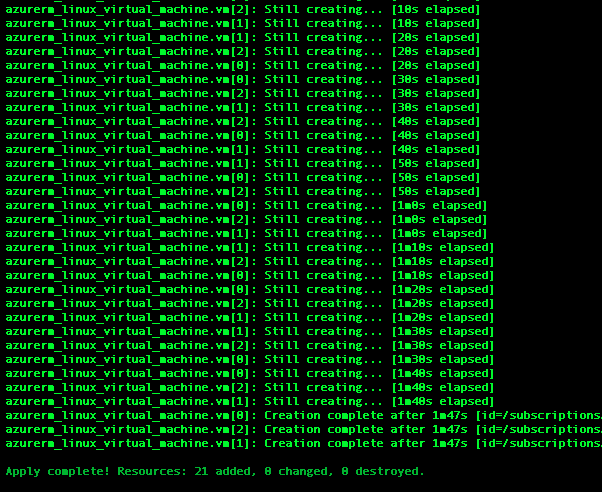 azurerm_linux_virtual_machine.vm[2]: Still creating... [10s elapsed]
azurerm_linux_virtual_machine.vm[1]: Still creating... [10s elapsed]
azurerm_linux_virtual_machine.vm[1]: Still creating... [20s elapsed]
azurerm_linux_virtual_machine.vm[2]: Still creating... [20s elapsed]
azurerm_linux_virtual_machine.vm[0]: Still creating... [20s elapsed]
azurerm_linux_virtual_machine.vm[0]: Still creating... [30s elapsed]
azurerm_linux_virtual_machine.vm[2]: Still creating... [30s elapsed]
azurerm_linux_virtual_machine.vm[1]: Still creating... [30s elapsed]
azurerm_linux_virtual_machine.vm[2]: Still creating... [40s elapsed]
azurerm_linux_virtual_machine.vm[0]: Still creating... [40s elapsed]
azurerm_linux_virtual_machine.vm[1]: Still creating... [40s elapsed]
azurerm_linux_virtual_machine.vm[1]: Still creating... [50s elapsed]
azurerm_linux_virtual_machine.vm[0]: Still creating... [50s elapsed]
azurerm_linux_virtual_machine.vm[2]: Still creating... [50s elapsed]
azurerm_linux_virtual_machine.vm[0]: Still creating... [1m0s elapsed]
azurerm_linux_virtual_machine.vm[2]: Still creating... [1m0s elapsed]
azurerm_linux_virtual_machine.vm[1]: Still creating... [1m0s elapsed]
azurerm_linux_virtual_machine.vm[1]: Still creating... [1m10s elapsed]
azurerm_linux_virtual_machine.vm[2]: Still creating... [1m10s elapsed]
azurerm_linux_virtual_machine.vm[0]: Still creating... [1m10s elapsed]
azurerm_linux_virtual_machine.vm[0]: Still creating... [1m20s elapsed]
azurerm_linux_virtual_machine.vm[2]: Still creating... [1m20s elapsed]
azurerm_linux_virtual_machine.vm[1]: Still creating... [1m20s elapsed]
azurerm_linux_virtual_machine.vm[1]: Still creating... [1m30s elapsed]
azurerm_linux_virtual_machine.vm[2]: Still creating... [1m30s elapsed]
azurerm_linux_virtual_machine.vm[0]: Still creating... [1m30s elapsed]
azurerm_linux_virtual_machine.vm[0]: Still creating... [1m40s elapsed]
azurerm_linux_virtual_machine.vm[2]: Still creating... [1m40s elapsed]
azurerm_linux_virtual_machine.vm[1]: Still creating... [1m40s elapsed]
azurerm_linux_virtual_machine.vm[0]: Creation complete after 1m47s [id=/subscriptions
azurerm_linux_virtual_machine.vm[2]: Creation complete after 1m47s [id=/subscriptions
azurerm_linux_virtual_machine.vm[1]: Creation complete after 1m47s [id=/subscriptions
Apply complete! Resources: 21 added, 0 changed, 0 destroyed.